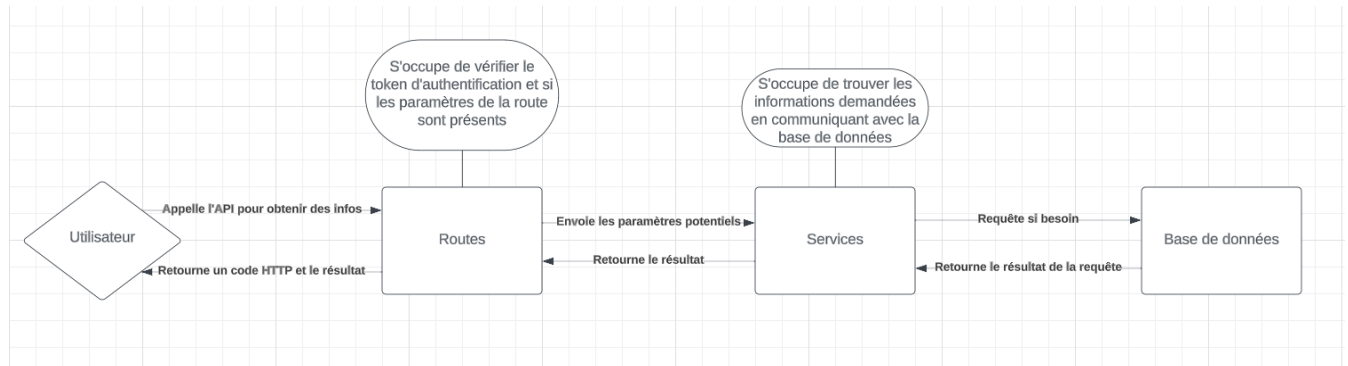 S'occupe de vérifier le
token d'authentification et si
les paramètres de la route
sont présents
S'occupe de trouver les
informations demandées
en communiquant avec la
base de données
Appelle l'API pour obtenir des infos
Envoie les paramètres potentiels
Requête si besoin
Utilisateur
Routes
Services
Base de données
Retourne un code HTTP et le résultat
Retourne le résultat
Retourne le résultat de la requête